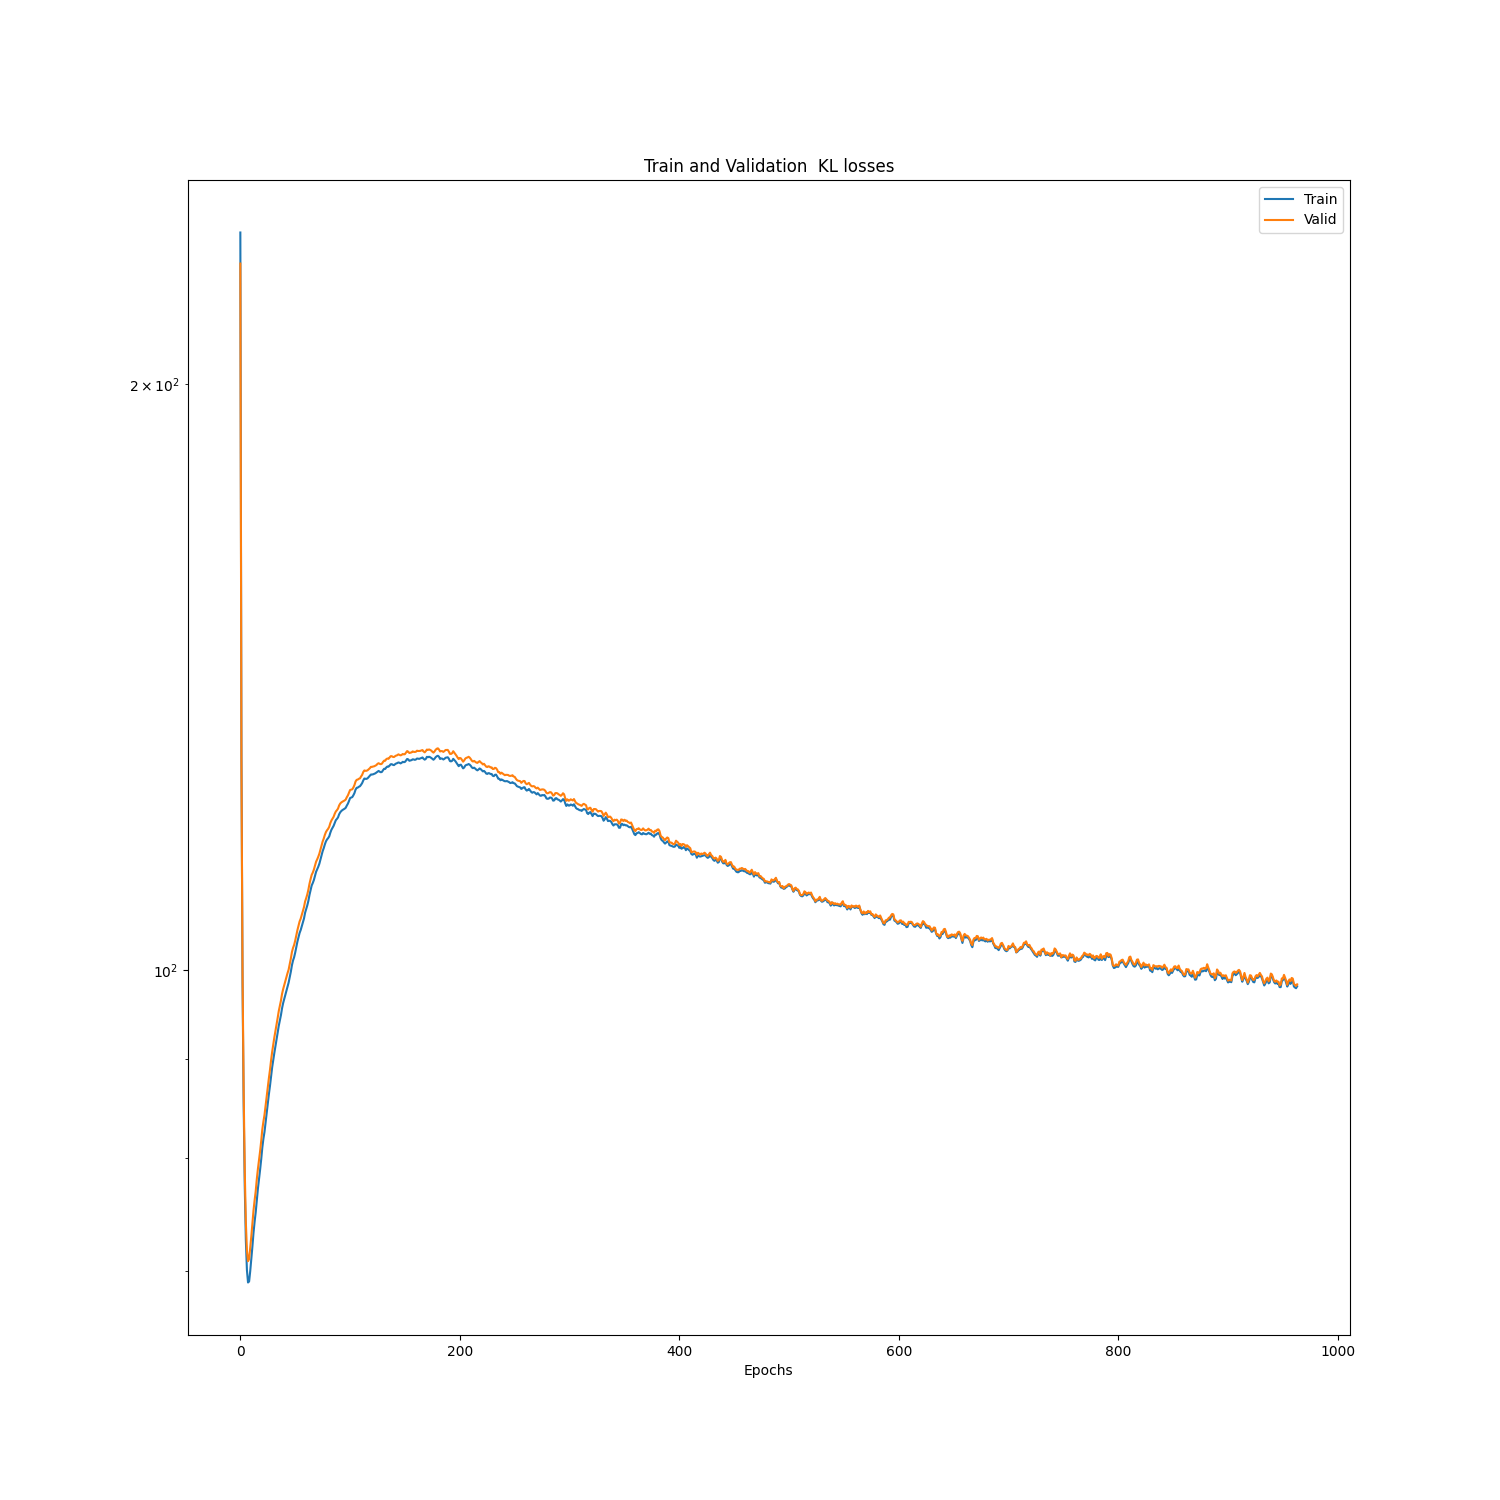 Train and Validation  KL losses
Train
Valid
2 × 10²
10²
0 200 400 600 800 1000
Epochs